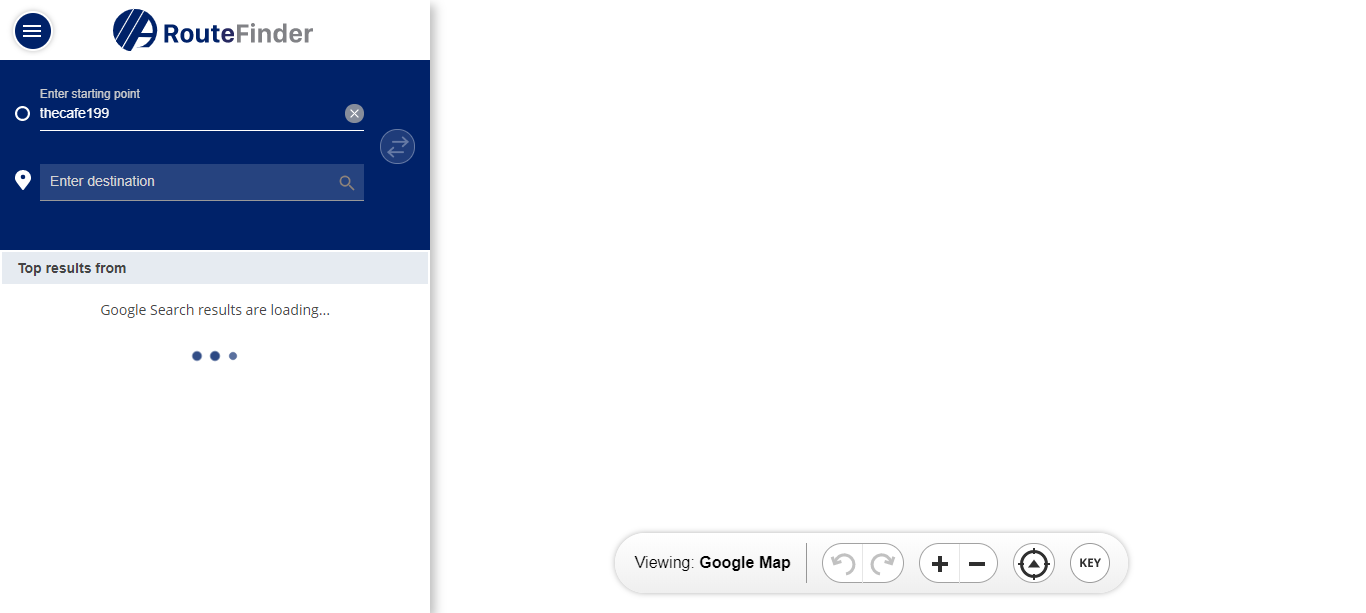 RouteFinder
Enter starting point
thecafe199
Enter destination
Top results from
Google Search results are loading...
Viewing: Google Map
KEY